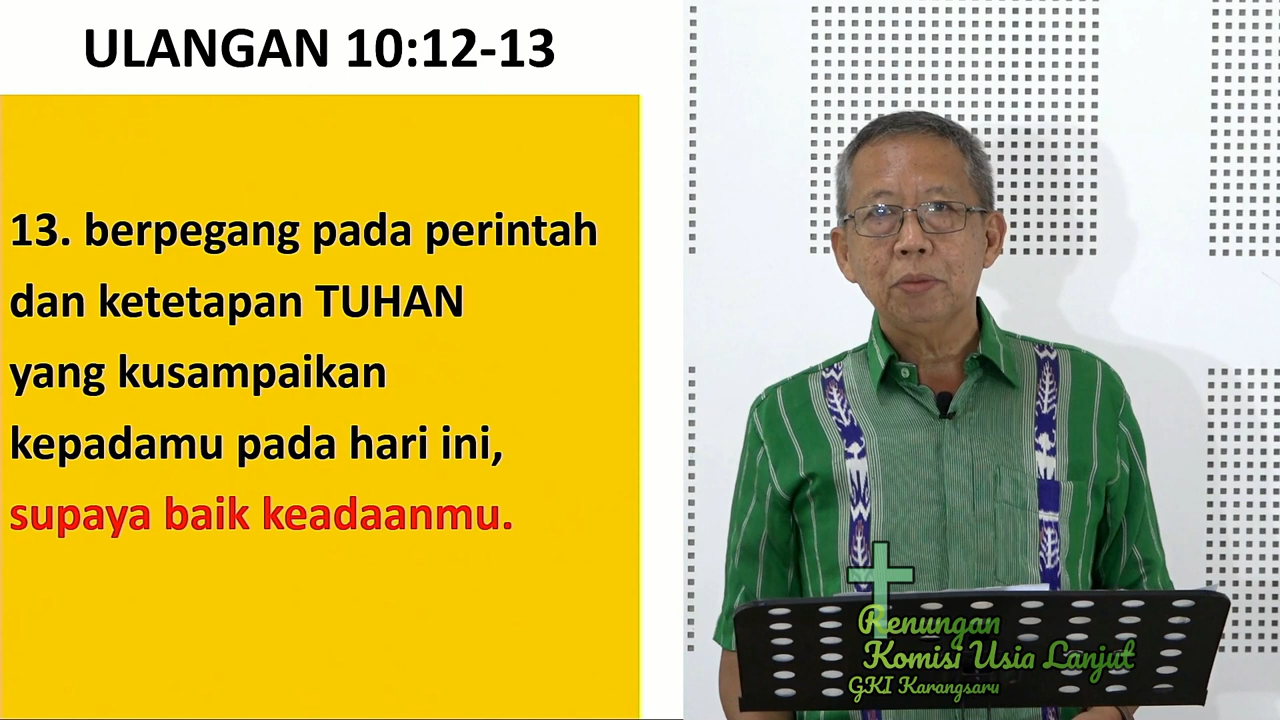 ULANGAN 10:12-13
13. berpegang pada perintah
dan ketetapan TUHAN
yang kusampaikan
kepadamu pada hari ini,
supaya baik keadaanmu.
Renungan
Komisi Usia Lanjut
GKI Karangsaru